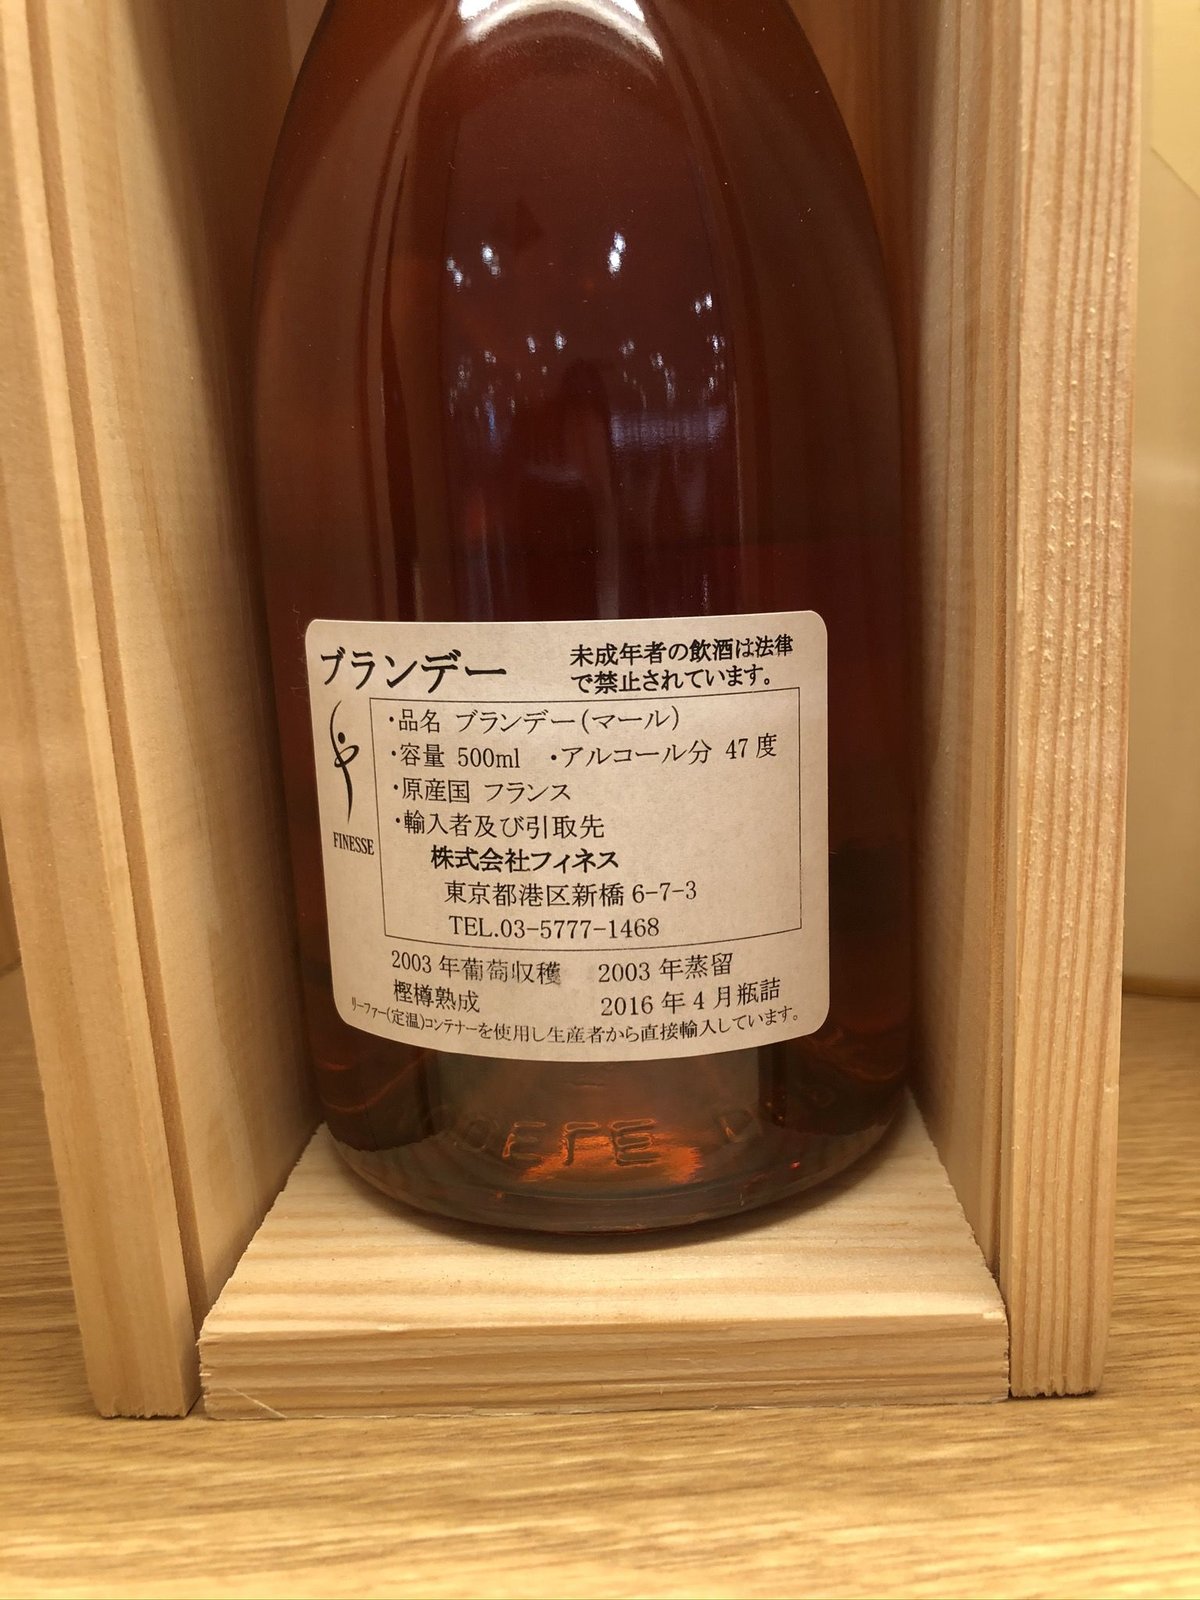 ブランデー
未成年者の飲酒は法律
で禁止されています。
・品名 ブランデー(マール)
・容量 500ml ・アルコール分 47度
・原産国 フランス
・輸入者及び引取先
株式会社フィネス
東京都港区新橋 6-7-3
TEL.03-5777-1468
FINESSE
2003年葡萄収穫 2003年蒸留
樫樽熟成 2016年4月瓶詰
リーファー(定温)コンテナーを使用し生産者から直接輸入しています。